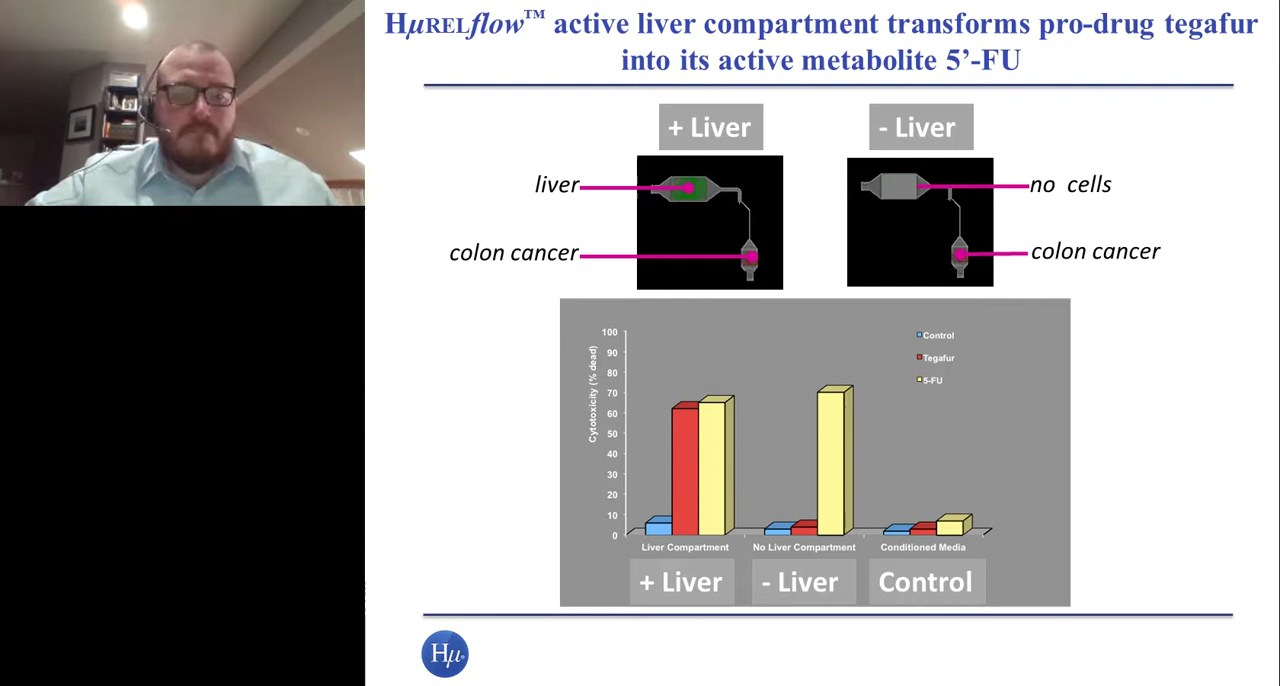 HμRELflow™ active liver compartment transforms pro-drug tegafur
into its active metabolite 5’-FU
+ Liver
- Liver
liver
no cells
colon cancer
colon cancer
Cytotoxicity (% dead)
100
90
80
70
60
50
40
30
20
10
0
Control
Tegafur
5-FU
Liver Compartment
No Liver Compartment
Conditioned Media
+ Liver
- Liver
Control
Hμ